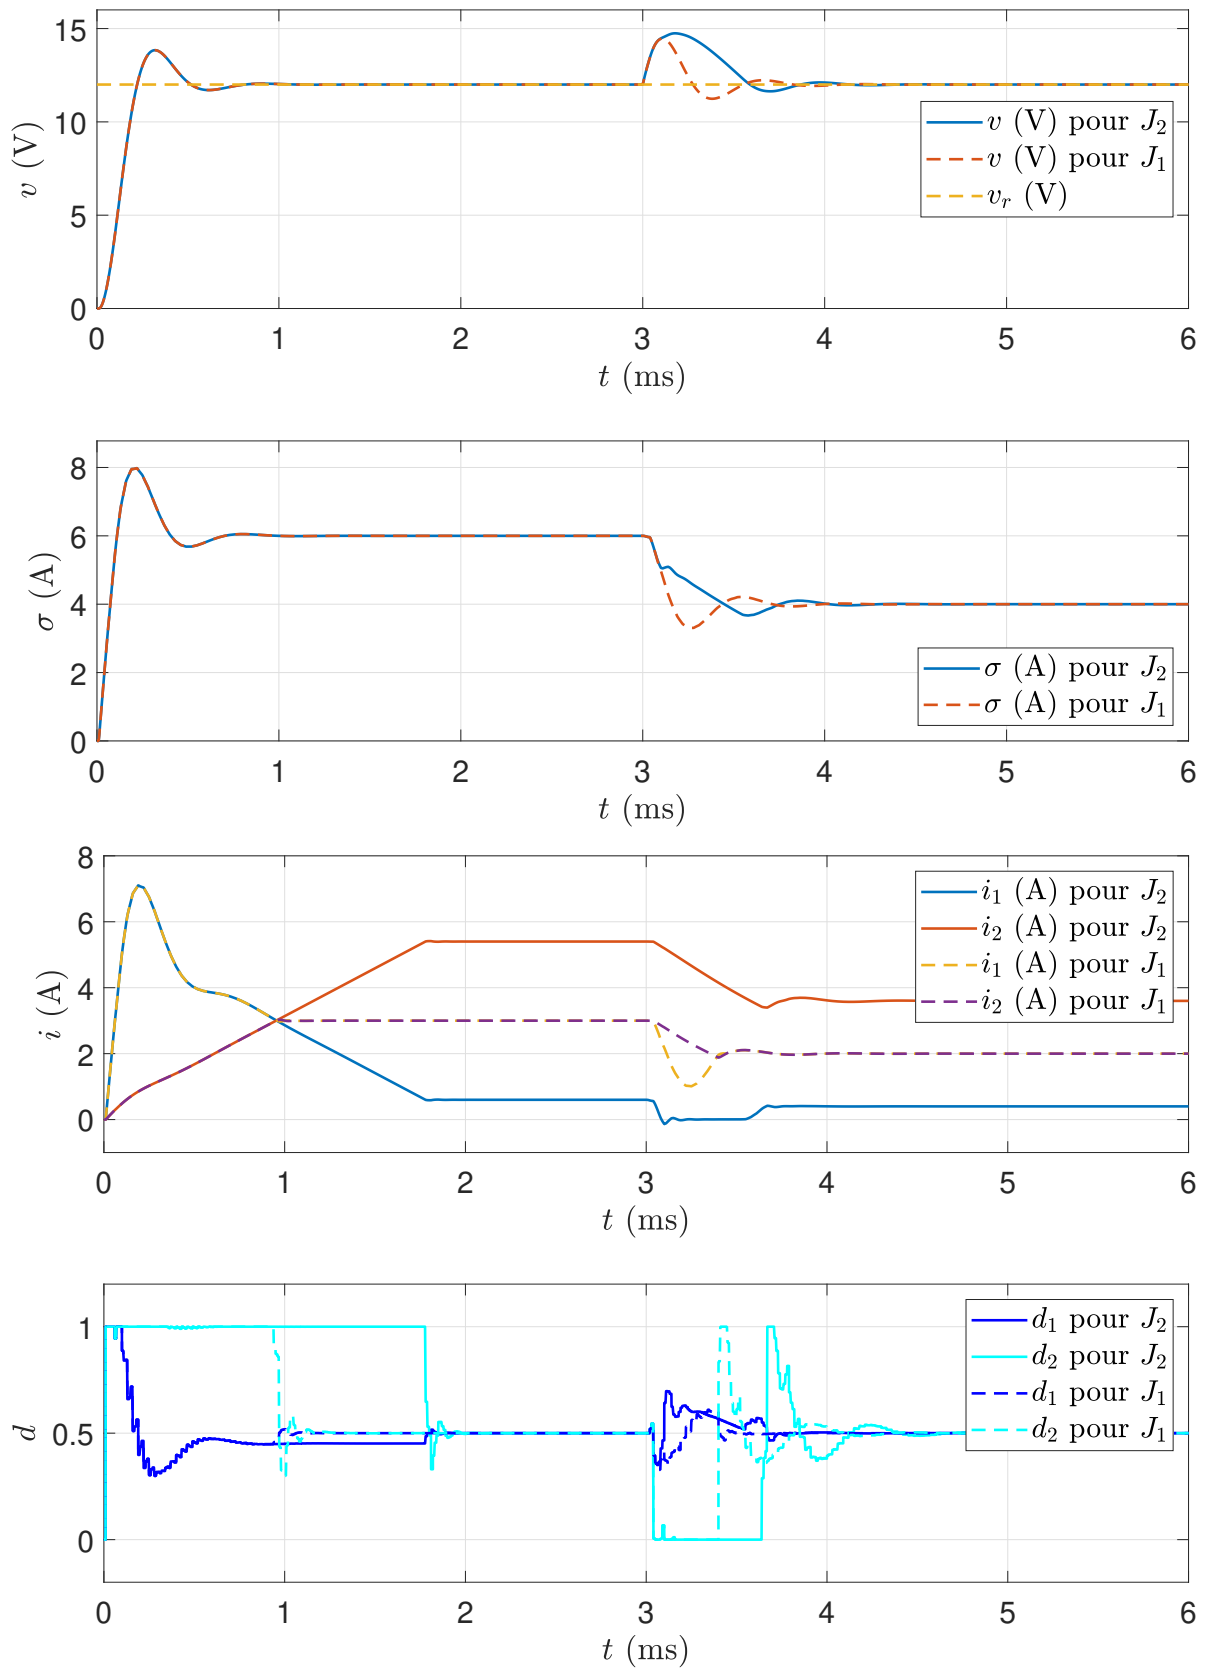 v (V)
15
10
5
0
v (V) pour J₂
v (V) pour J₁
vᵣ (V)
0 1 2 3 4 5 6
t (ms)
σ (A)
8
6
4
2
0
σ (A) pour J₂
σ (A) pour J₁
0 1 2 3 4 5 6
t (ms)
i (A)
8
6
4
2
0
i₁ (A) pour J₂
i₂ (A) pour J₂
i₁ (A) pour J₁
i₂ (A) pour J₁
0 1 2 3 4 5 6
t (ms)
d
1
0.5
0
d₁ pour J₂
d₂ pour J₂
d₁ pour J₁
d₂ pour J₁
0 1 2 3 4 5 6
t (ms)